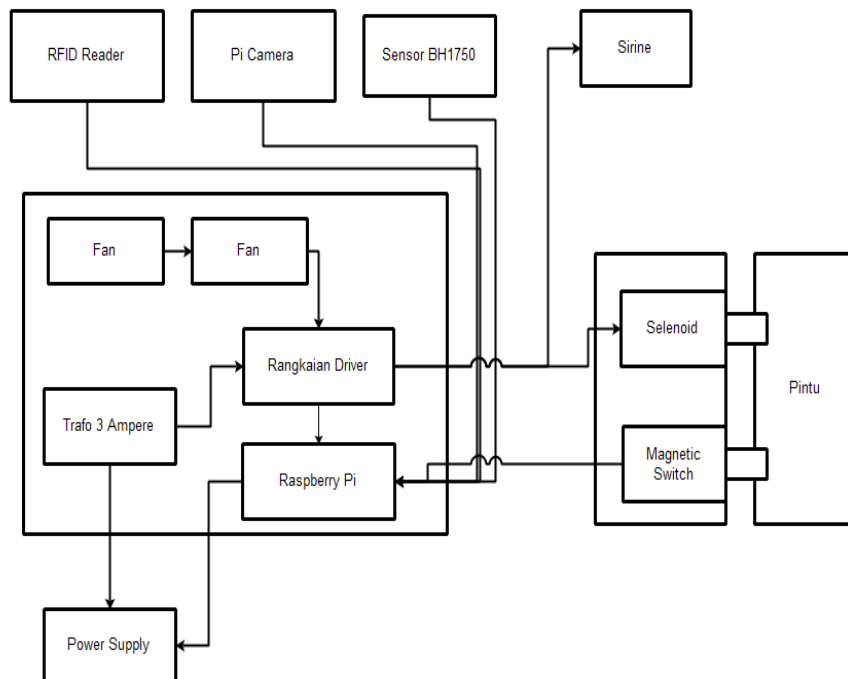 RFID Reader
Pi Camera
Sensor BH1750
Sirine
Fan
Fan
Rangkaian Driver
Selenoid
Pintu
Trafo 3 Ampere
Magnetic
Switch
Raspberry Pi
Power Supply